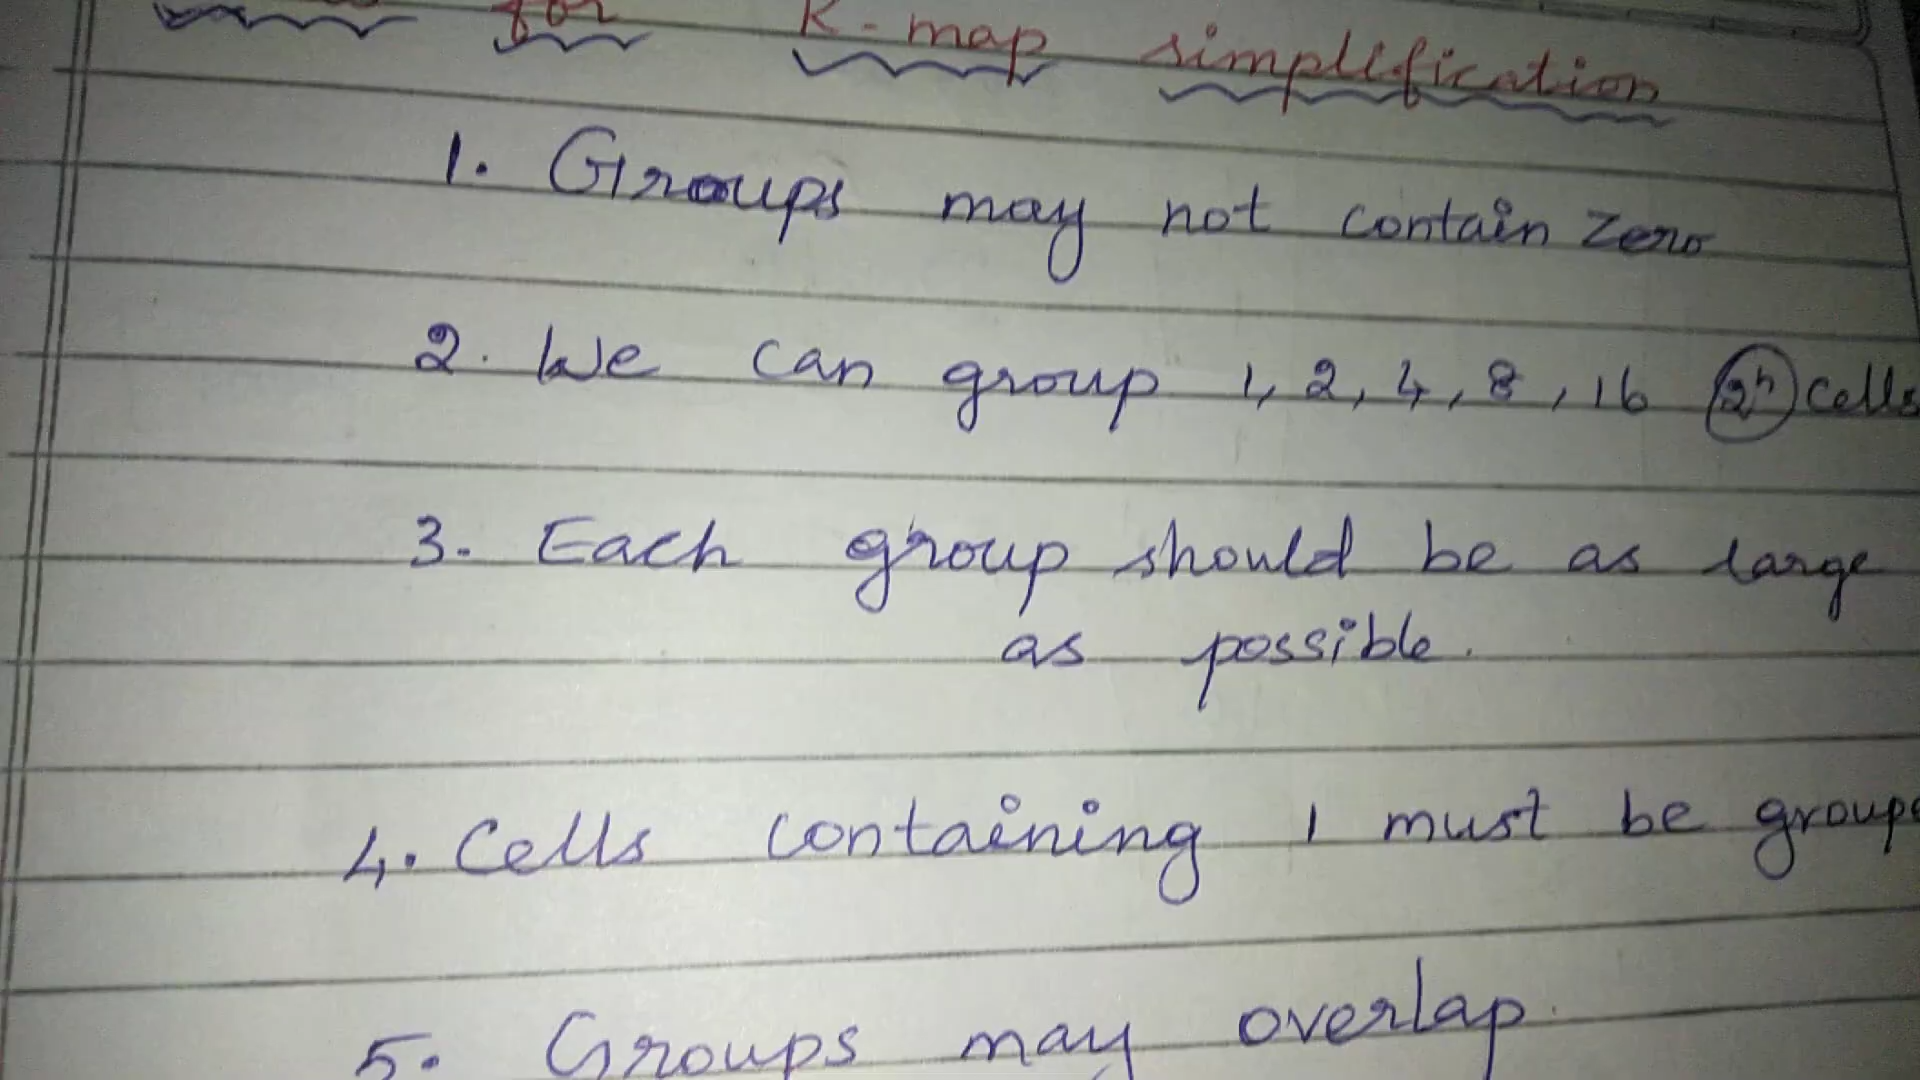 for K-map simplification
1. Groups may not contain zero
2. We can group 1, 2, 4, 8, 16 2ⁿ cells
3. Each group should be as large
as possible.
4. Cells containing 1 must be groupe
5. Groups may overlap.